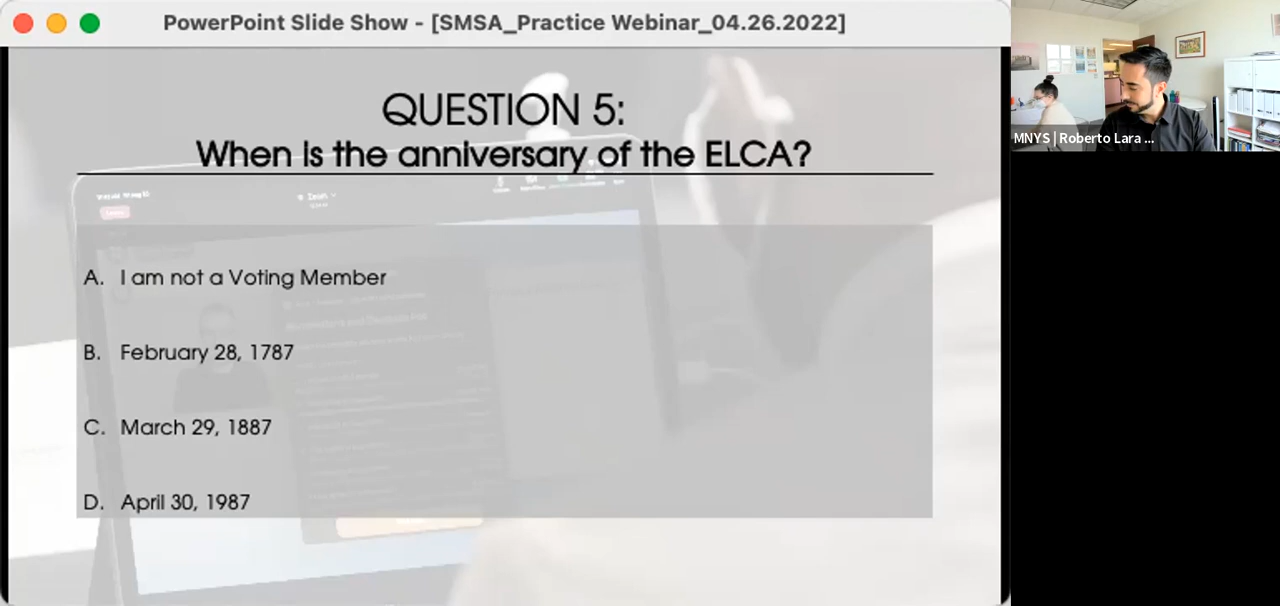 PowerPoint Slide Show - [SMSA_Practice Webinar_04.26.2022]
QUESTION 5:
When is the anniversary of the ELCA?
A. I am not a Voting Member
B. February 28, 1787
C. March 29, 1887
D. April 30, 1987
MNYS | Roberto Lara ...